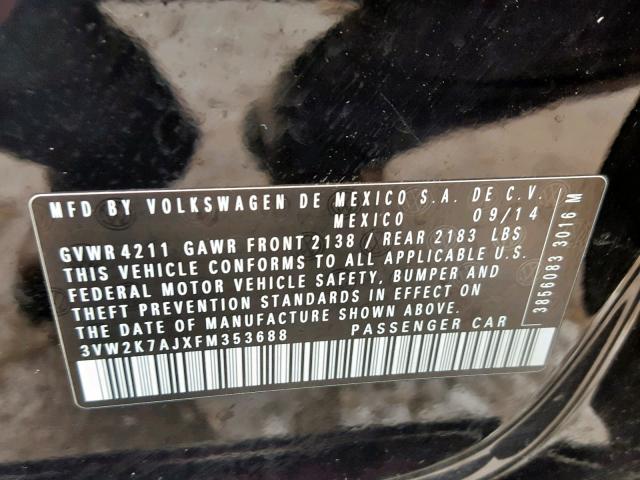 MFD BY VOLKSWAGEN DE MEXICO S.A. DE C.V.
MEXICO 09/14
GVWR 4211 GAWR FRONT 2138 / REAR 2183 LBS
THIS VEHICLE CONFORMS TO ALL APPLICABLE U.S.
FEDERAL MOTOR VEHICLE SAFETY, BUMPER AND
THEFT PREVENTION STANDARDS IN EFFECT ON
THE DATE OF MANUFACTURE SHOWN ABOVE.
3VW2K7AJXFM353688 PASSENGER CAR
3856083 3016 M